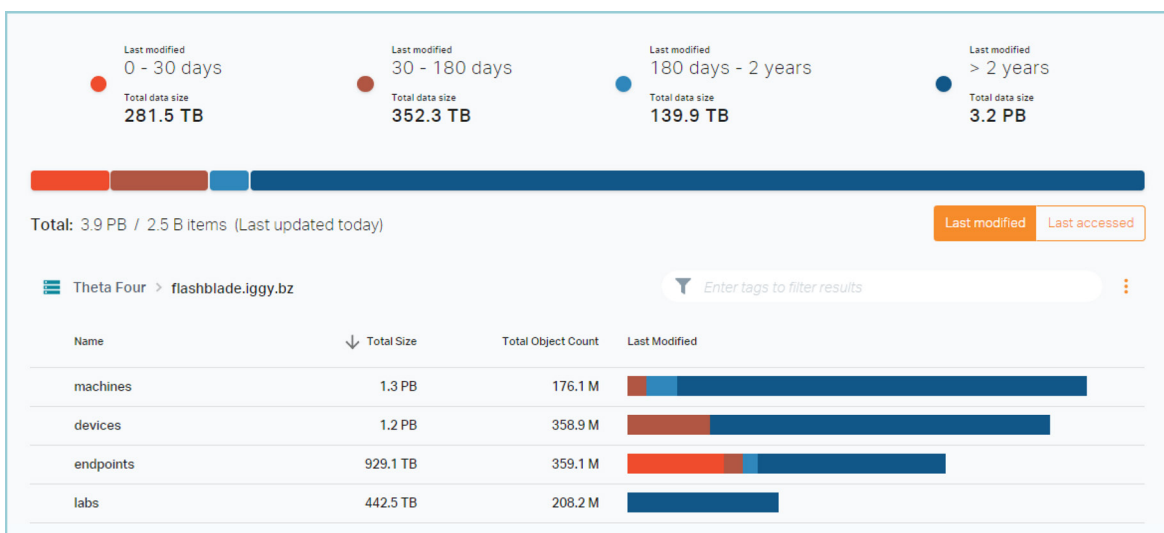 Last modified
0 - 30 days
Total data size
281.5 TB
Last modified
30 - 180 days
Total data size
352.3 TB
Last modified
180 days - 2 years
Total data size
139.9 TB
Last modified
> 2 years
Total data size
3.2 PB
Total: 3.9 PB / 2.5 B items (Last updated today)
Last modified Last accessed
Theta Four > flashblade.iggy.bz
Enter tags to filter results
Name Total Size Total Object Count Last Modified
machines 1.3 PB 176.1 M
devices 1.2 PB 358.9 M
endpoints 929.1 TB 359.1 M
labs 442.5 TB 208.2 M